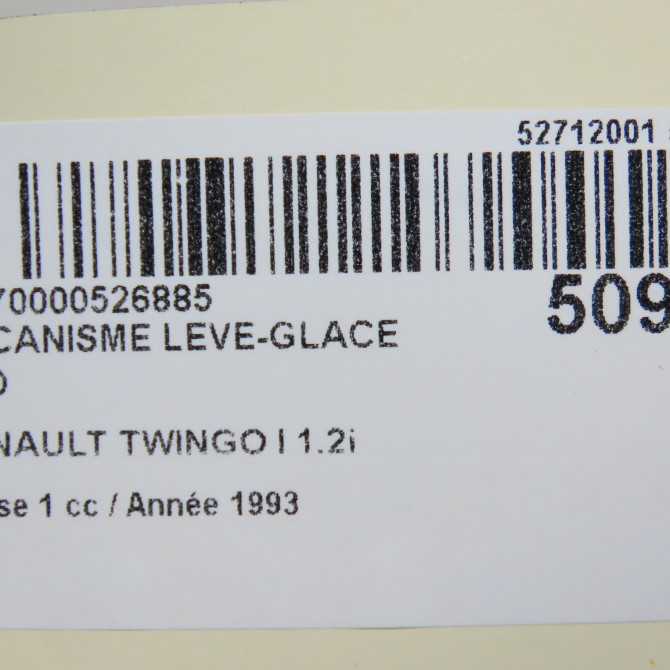 52712001
70000526885
509
CANISME LEVE-GLACE
NAULT TWINGO I 1.2i
se 1 cc / Année 1993